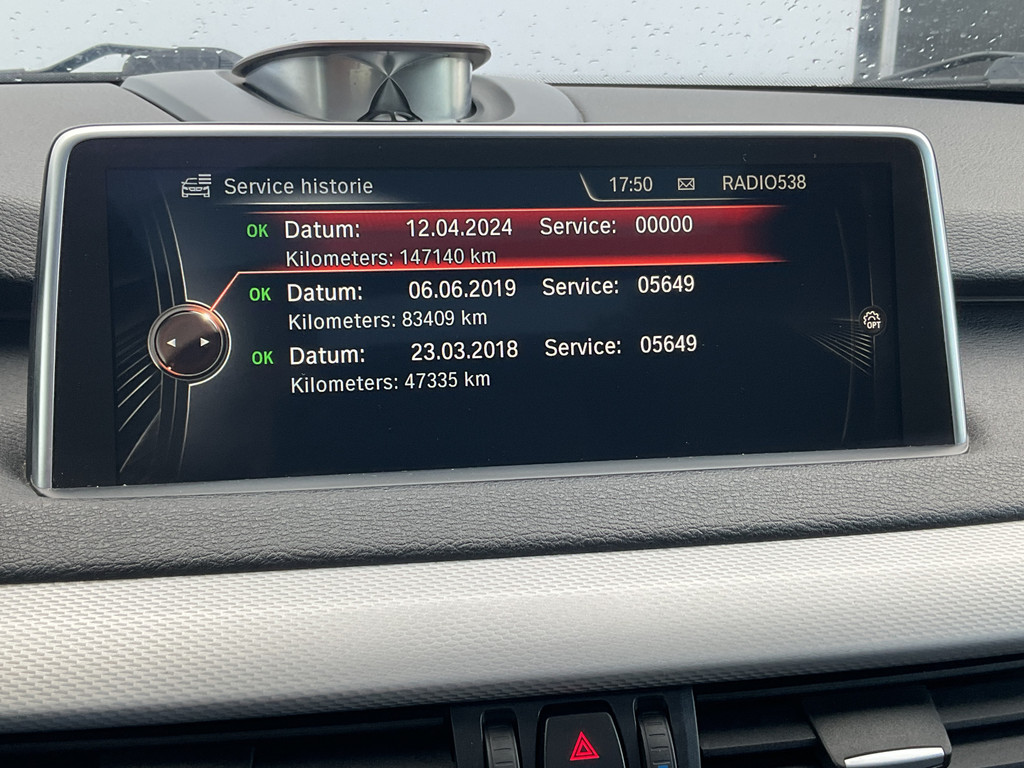 Service historie 17:50 RADIO538
OK Datum: 12.04.2024 Service: 00000
Kilometers: 147140 km
OK Datum: 06.06.2019 Service: 05649
Kilometers: 83409 km
OK Datum: 23.03.2018 Service: 05649
Kilometers: 47335 km
OPT